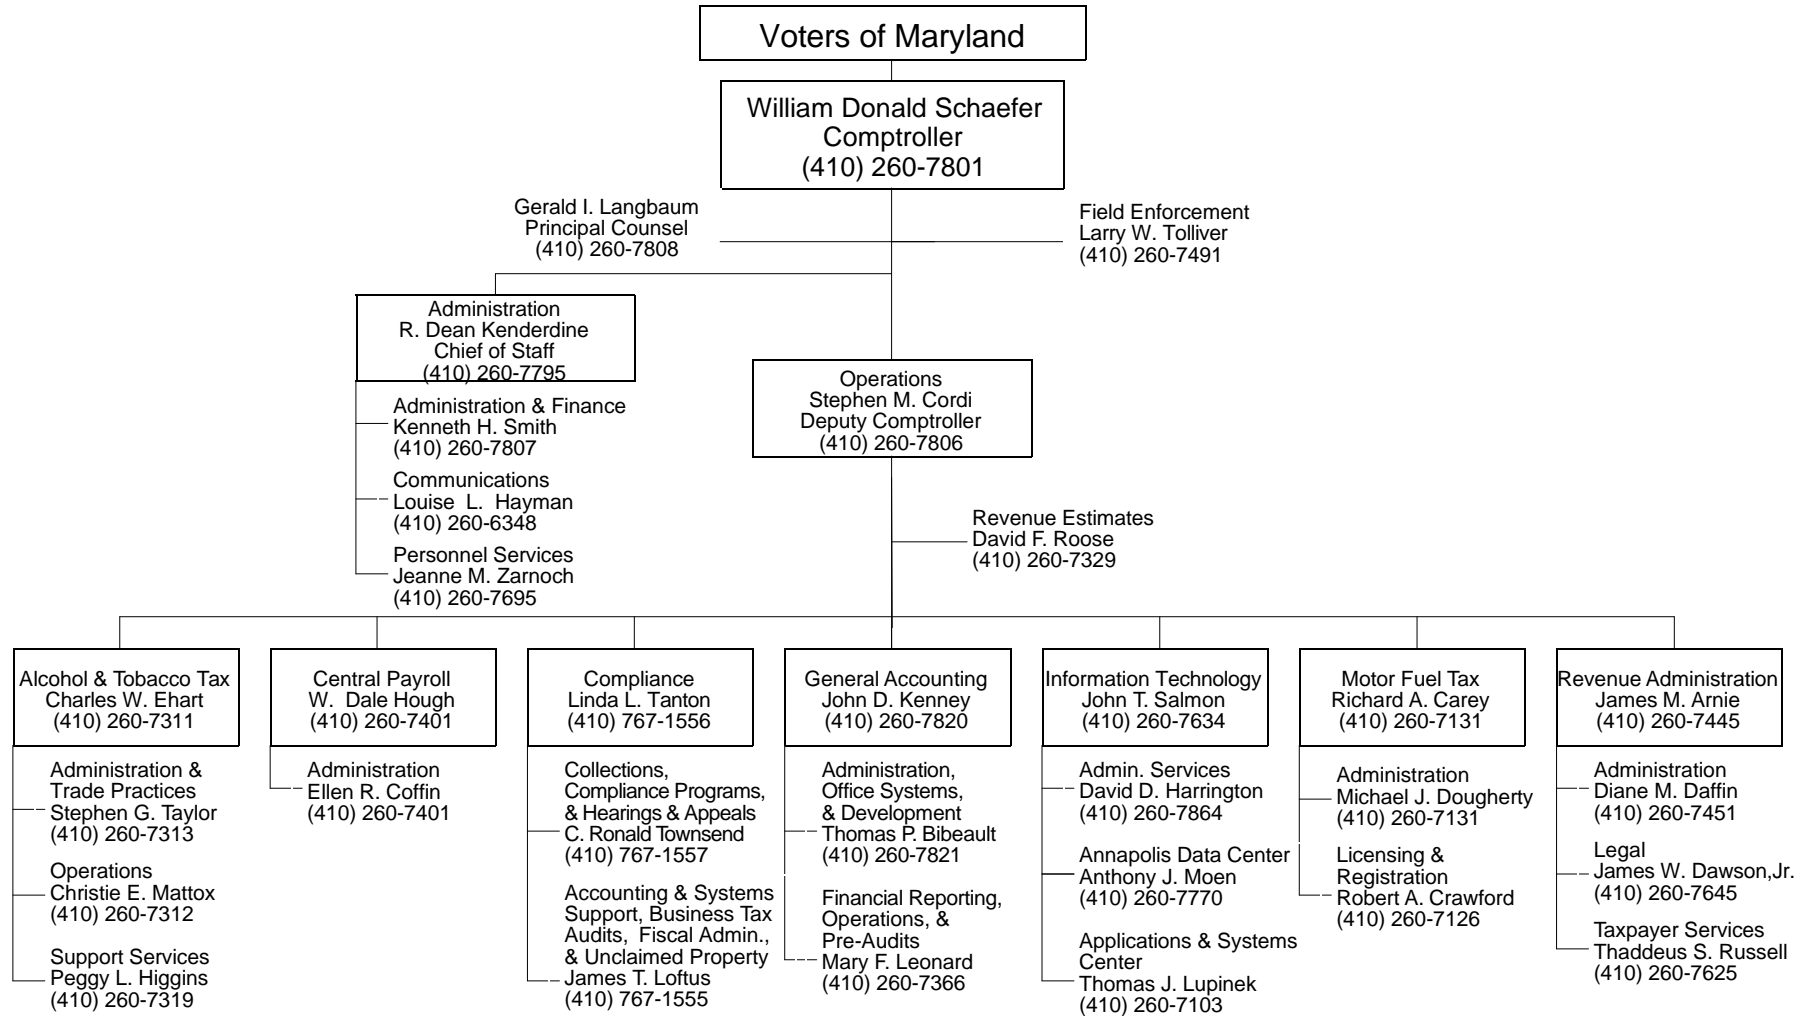 Voters of Maryland
William Donald Schaefer
Comptroller
(410) 260-7801
Gerald I. Langbaum
Principal Counsel
(410) 260-7808
Field Enforcement
Larry W. Tolliver
(410) 260-7491
Administration
R. Dean Kenderdine
Chief of Staff
(410) 260-7795
Administration & Finance
Kenneth H. Smith
(410) 260-7807
Communications
Louise L. Hayman
(410) 260-6348
Personnel Services
Jeanne M. Zarnoch
(410) 260-7695
Operations
Stephen M. Cordi
Deputy Comptroller
(410) 260-7806
Revenue Estimates
David F. Roose
(410) 260-7329
Alcohol & Tobacco Tax
Charles W. Ehart
(410) 260-7311
Administration &
Trade Practices
Stephen G. Taylor
(410) 260-7313
Operations
Christie E. Mattox
(410) 260-7312
Support Services
Peggy L. Higgins
(410) 260-7319
Central Payroll
W. Dale Hough
(410) 260-7401
Administration
Ellen R. Coffin
(410) 260-7401
Compliance
Linda L. Tanton
(410) 767-1556
Collections,
Compliance Programs,
& Hearings & Appeals
C. Ronald Townsend
(410) 767-1557
Accounting & Systems
Support, Business Tax
Audits, Fiscal Admin.,
& Unclaimed Property
James T. Loftus
(410) 767-1555
General Accounting
John D. Kenney
(410) 260-7820
Administration,
Office Systems,
& Development
Thomas P. Bibeault
(410) 260-7821
Financial Reporting,
Operations, &
Pre-Audits
Mary F. Leonard
(410) 260-7366
Information Technology
John T. Salmon
(410) 260-7634
Admin. Services
David D. Harrington
(410) 260-7864
Annapolis Data Center
Anthony J. Moen
(410) 260-7770
Applications & Systems
Center
Thomas J. Lupinek
(410) 260-7103
Motor Fuel Tax
Richard A. Carey
(410) 260-7131
Administration
Michael J. Dougherty
(410) 260-7131
Licensing &
Registration
Robert A. Crawford
(410) 260-7126
Revenue Administration
James M. Arnie
(410) 260-7445
Administration
Diane M. Daffin
(410) 260-7451
Legal
James W. Dawson,Jr.
(410) 260-7645
Taxpayer Services
Thaddeus S. Russell
(410) 260-7625